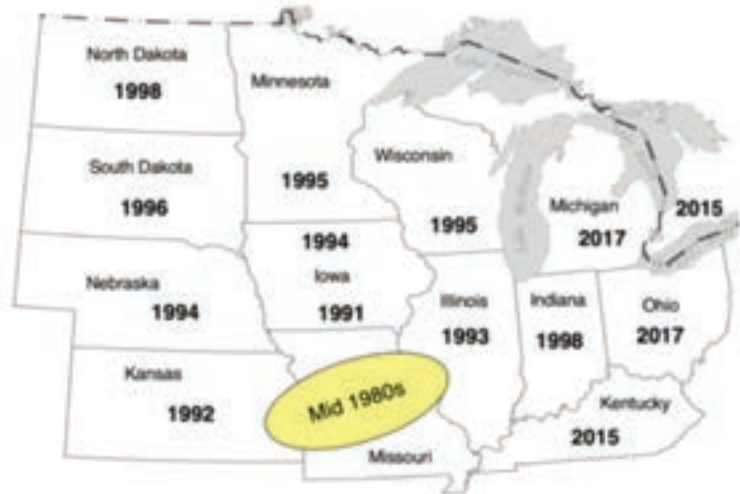 North Dakota
1998
Minnesota
South Dakota
1996
1995
Wisconsin
1995
Michigan
2017
2015
Nebraska
1994
1994
Iowa
1991
Illinois
1993
Indiana
1998
Ohio
2017
Kansas
1992
Mid 1980s
Missouri
Kentucky
2015